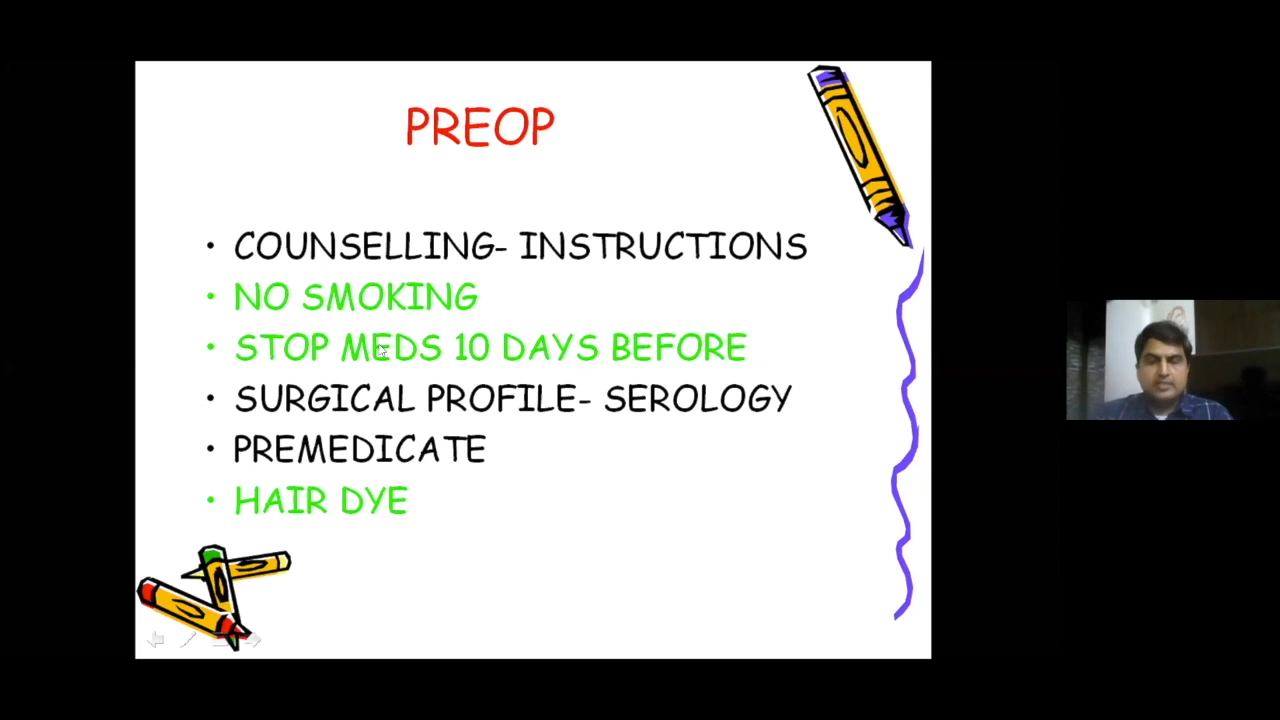 PREOP
• COUNSELLING- INSTRUCTIONS
• NO SMOKING
• STOP MEDS 10 DAYS BEFORE
• SURGICAL PROFILE- SEROLOGY
• PREMEDICATE
• HAIR DYE